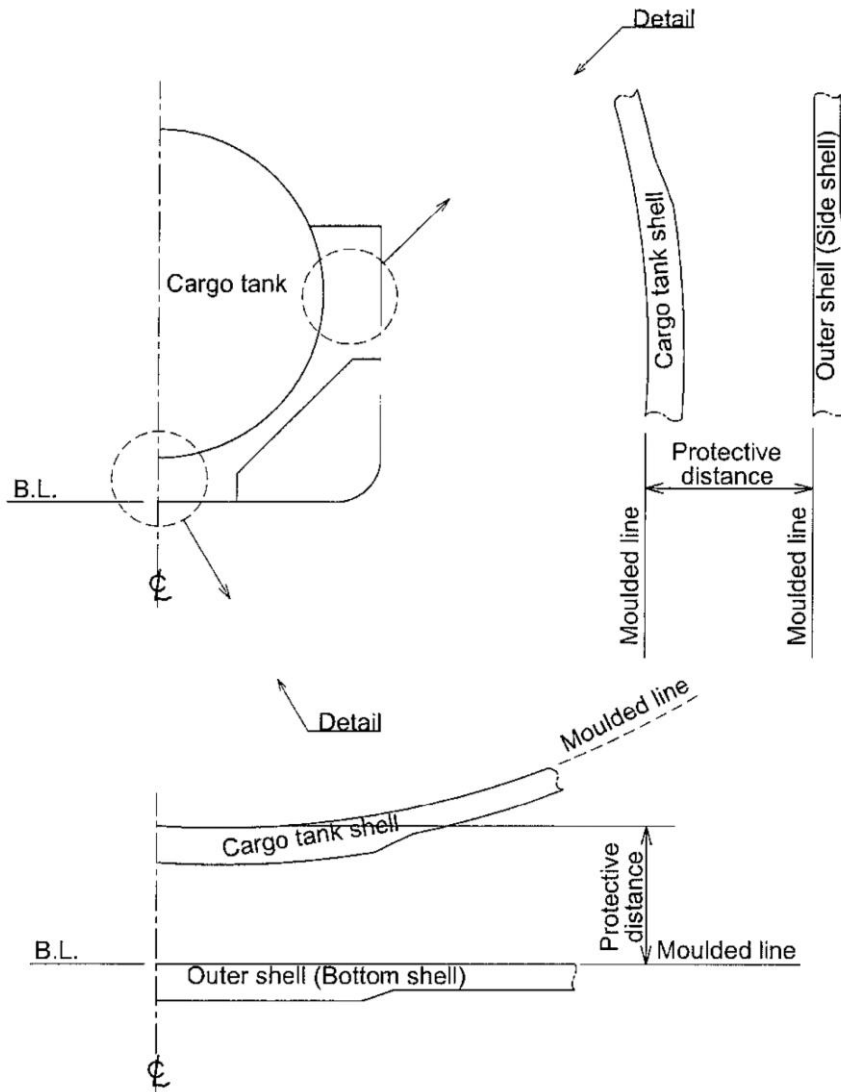 Detail
Cargo tank
B.L.
℄
Cargo tank shell
Outer shell (Side shell)
Protective
distance
Moulded line
Moulded line
Detail
Moulded line
Cargo tank shell
Protective
distance
B.L.
Moulded line
Outer shell (Bottom shell)
℄